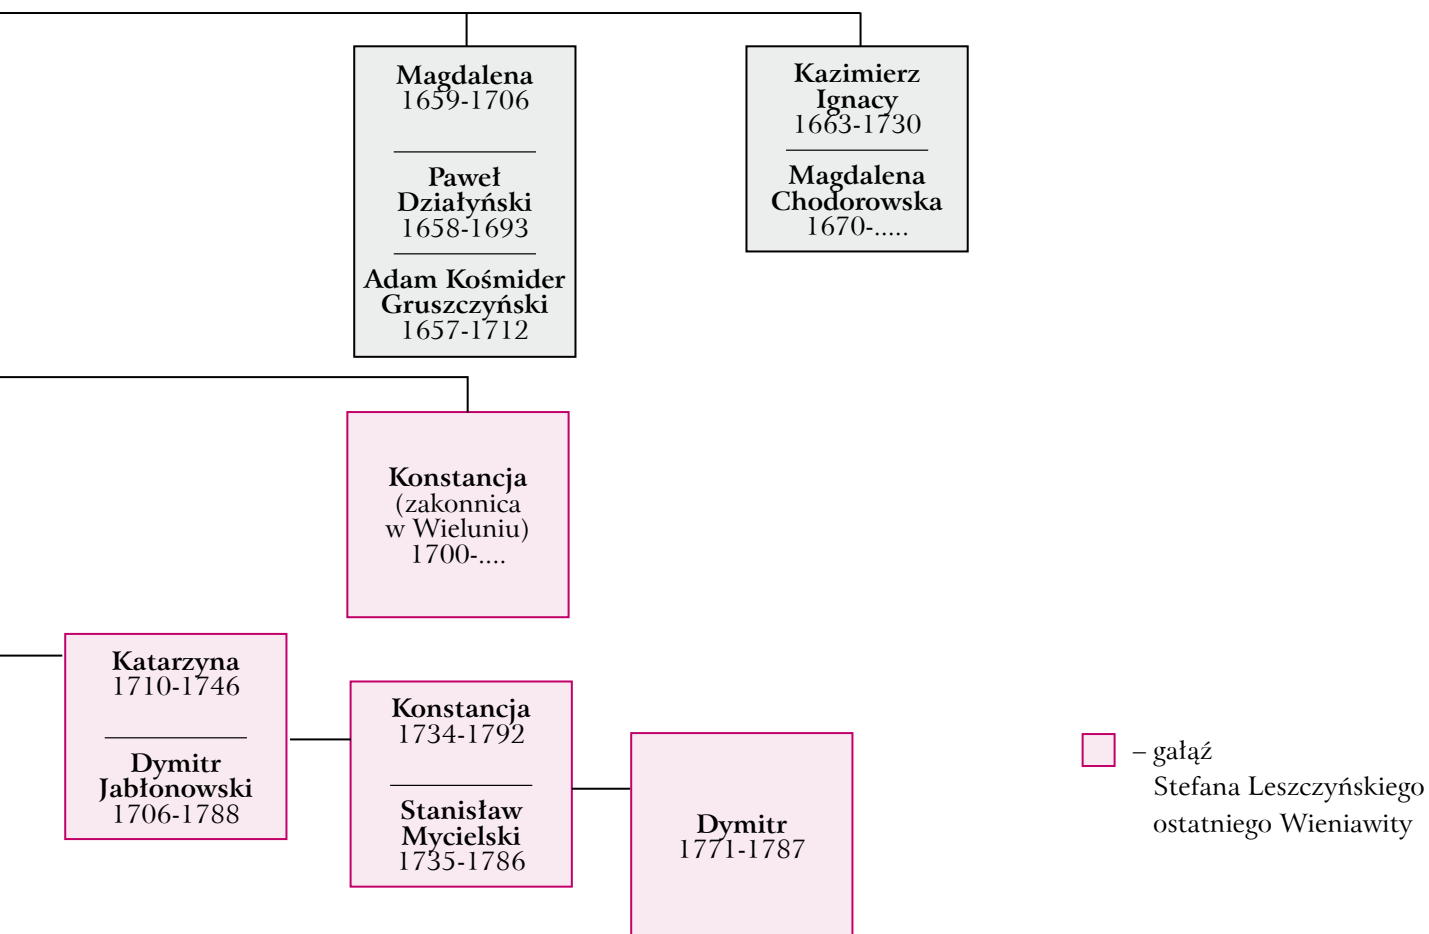 Magdalena
1659-1706
Paweł
Działyński
1658-1693
Adam Kośmider
Gruszczyński
1657-1712
Kazimierz
Ignacy
1663-1730
Magdalena
Chodorowska
1670-.....
Konstancja
(zakonnica
w Wieluniu)
1700-....
Katarzyna
1710-1746
Dymitr
Jabłonowski
1706-1788
Konstancja
1734-1792
Stanisław
Mycielski
1735-1786
Dymitr
1771-1787
– gałąź
Stefana Leszczyńskiego
ostatniego Wieniawity